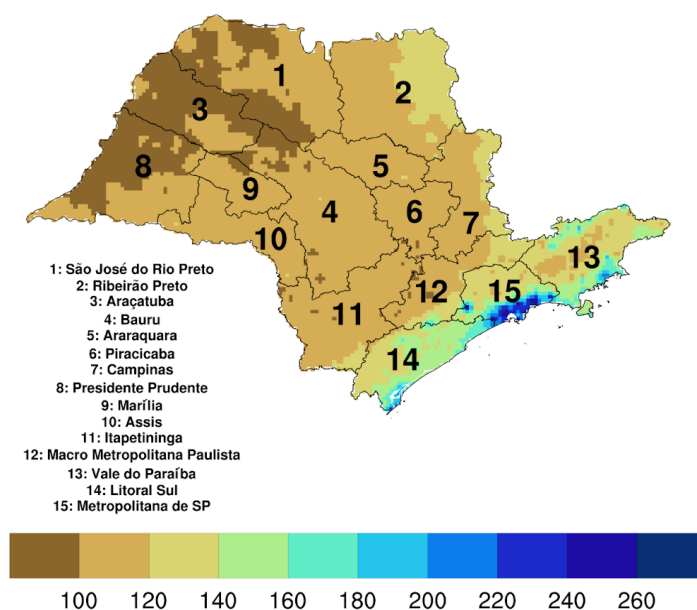 1
2
3
5
8
9
4
6
7
10
13
15
12
11
14
1: São José do Rio Preto
2: Ribeirão Preto
3: Araçatuba
4: Bauru
5: Araraquara
6: Piracicaba
7: Campinas
8: Presidente Prudente
9: Marília
10: Assis
11: Itapetininga
12: Macro Metropolitana Paulista
13: Vale do Paraíba
14: Litoral Sul
15: Metropolitana de SP
100 120 140 160 180 200 220 240 260